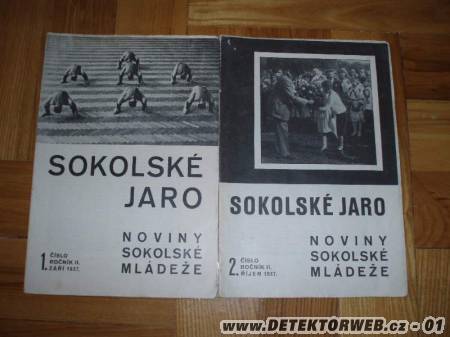 SOKOLSKÉ
JARO
NOVINY
SOKOLSKÉ
MLÁDEŽE
1. ČÍSLO
ROČNÍK II.
ZÁŘÍ 1937.
SOKOLSKÉ JARO
NOVINY
SOKOLSKÉ
MLÁDEŽE
2. ČÍSLO
ROČNÍK II.
ŘÍJEN 1937.
www.DETEKTORWEB.cz - 01